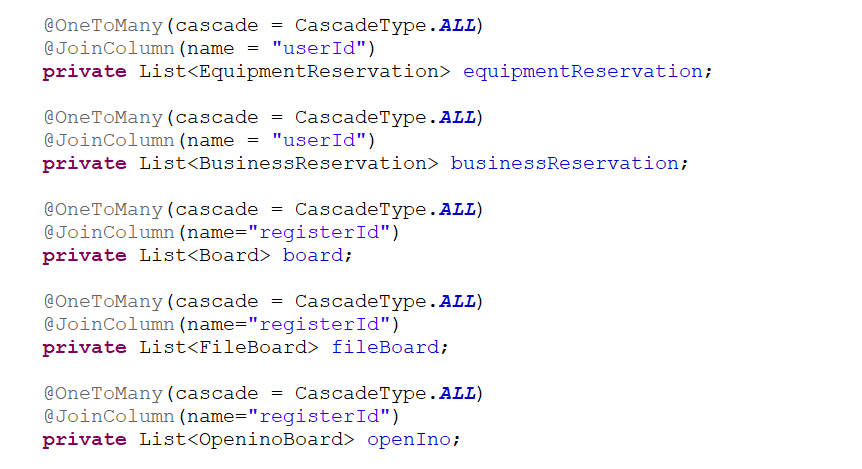 @OneToMany(cascade = CascadeType.ALL)
@JoinColumn(name = "userId")
private List<EquipmentReservation> equipmentReservation;
@OneToMany(cascade = CascadeType.ALL)
@JoinColumn(name = "userId")
private List<BusinessReservation> businessReservation;
@OneToMany(cascade = CascadeType.ALL)
@JoinColumn(name="registerId")
private List<Board> board;
@OneToMany(cascade = CascadeType.ALL)
@JoinColumn(name="registerId")
private List<FileBoard> fileBoard;
@OneToMany(cascade = CascadeType.ALL)
@JoinColumn(name="registerId")
private List<OpeninoBoard> openIno;